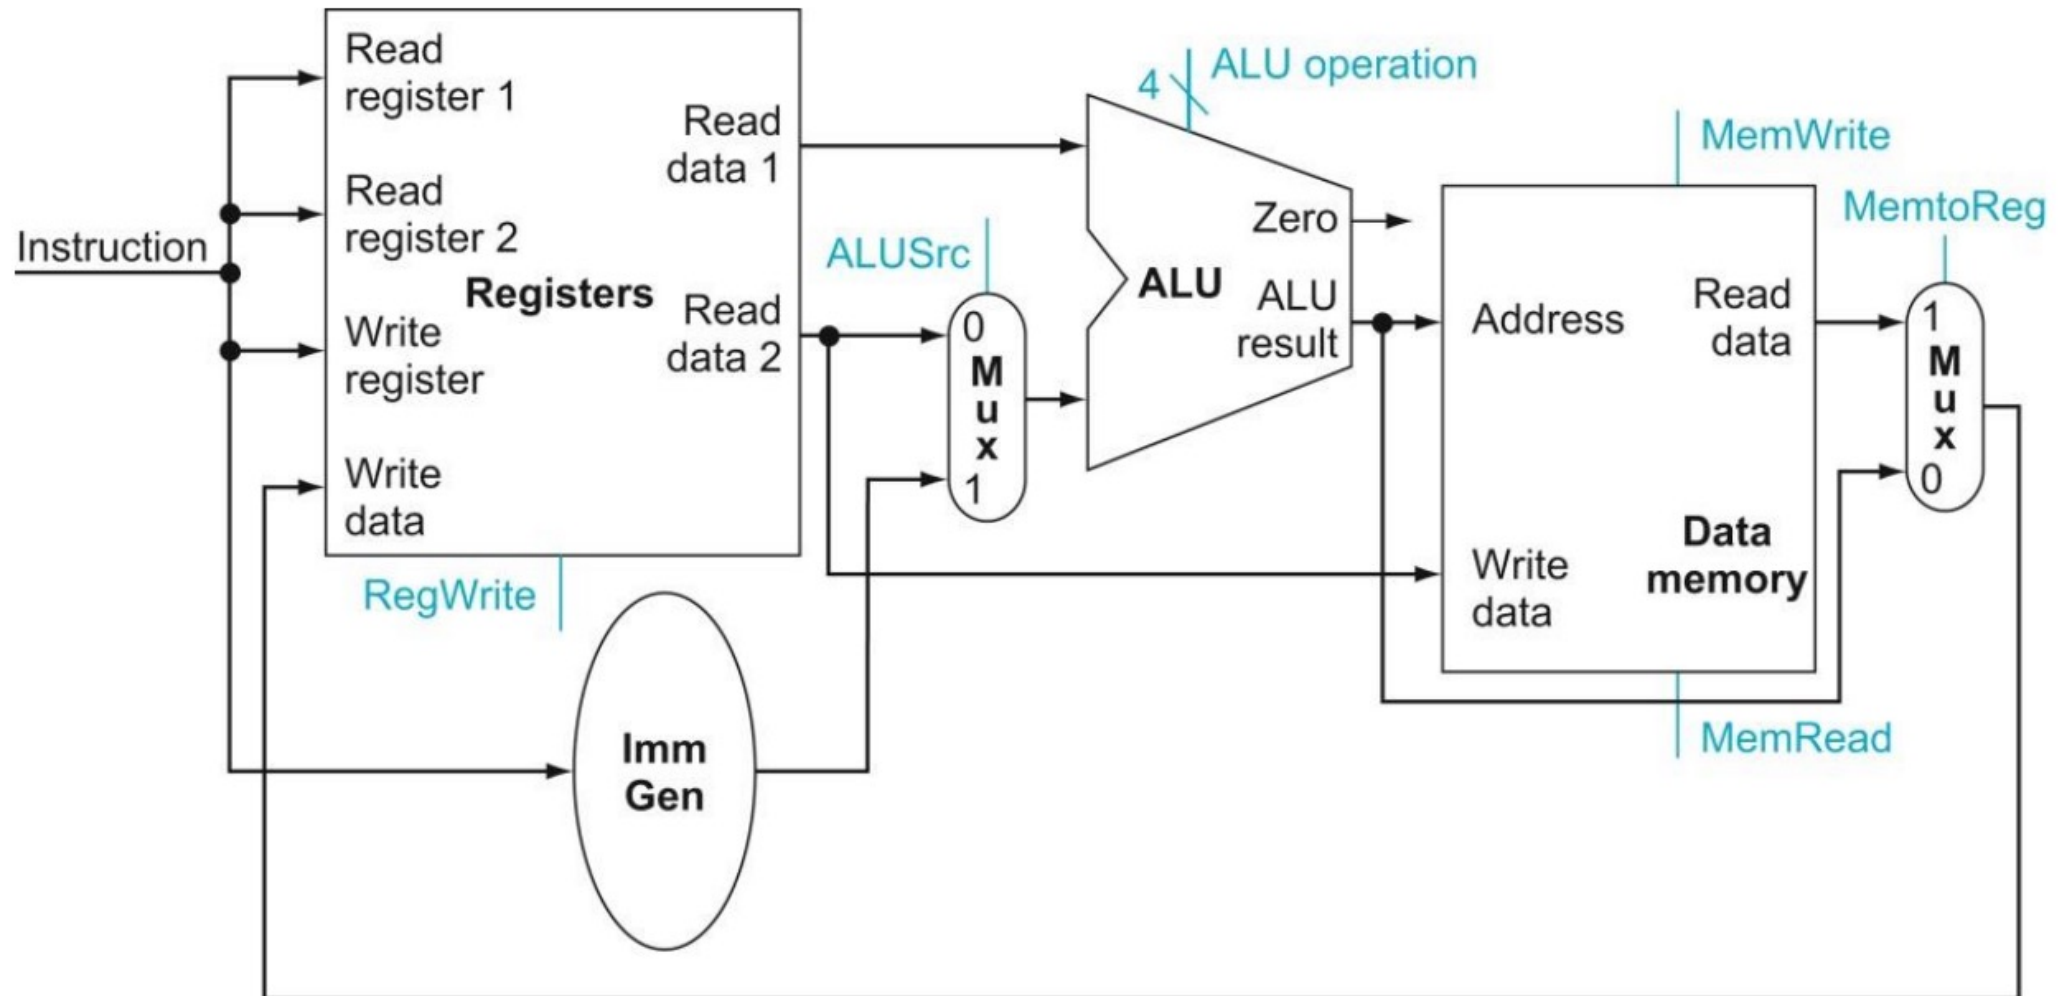 Instruction
Read
register 1
Read
register 2
Write
register
Write
data
Registers
Read
data 1
Read
data 2
RegWrite
Imm
Gen
ALUSrc
0
M
u
x
1
4
ALU operation
ALU
Zero
ALU
result
MemWrite
Address
Read
data
Write
data
Data
memory
MemRead
MemtoReg
1
M
u
x
0